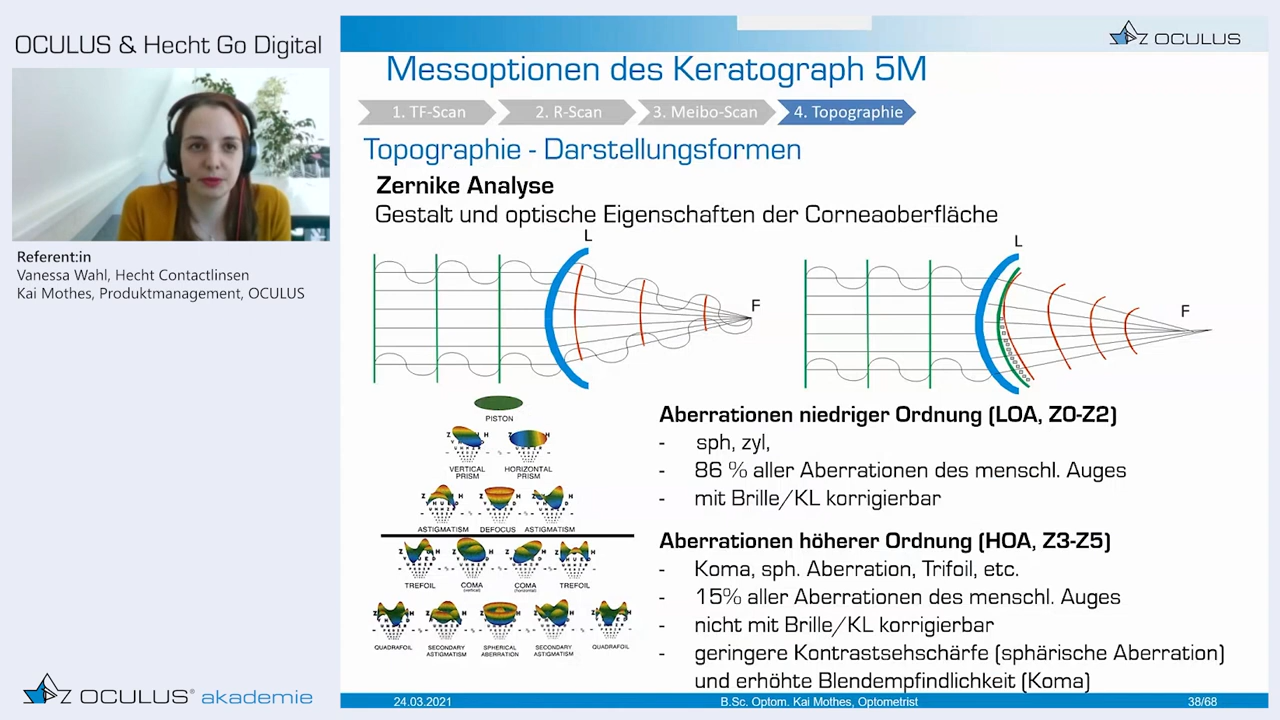 OCULUS & Hecht Go Digital
Referent:in
Vanessa Wahl, Hecht Contactlinsen
Kai Mothes, Produktmanagement, OCULUS
OCULUS® akademie
OCULUS
Messoptionen des Keratograph 5M
1. TF-Scan
2. R-Scan
3. Meibo-Scan
4. Topographie
Topographie - Darstellungsformen
Zernike Analyse
Gestalt und optische Eigenschaften der Corneaoberfläche
L
F
L
F
PISTON
VERTICAL PRISM
HORIZONTAL PRISM
ASTIGMATISM
DEFOCUS
ASTIGMATISM
TREFOIL
COMA
(vertical)
COMA
(horizontal)
TREFOIL
QUADRAFOIL
SECONDARY ASTIGMATISM
SPHERICAL ABERRATION
SECONDARY ASTIGMATISM
QUADRAFOIL
Aberrationen niedriger Ordnung (LOA, Z0-Z2)
- sph, zyl,
- 86 % aller Aberrationen des menschl. Auges
- mit Brille/KL korrigierbar
Aberrationen höherer Ordnung (HOA, Z3-Z5)
- Koma, sph. Aberration, Trifoil, etc.
- 15% aller Aberrationen des menschl. Auges
- nicht mit Brille/KL korrigierbar
- geringere Kontrastsehschärfe (sphärische Aberration)
und erhöhte Blendempfindlichkeit (Koma)
24.03.2021
B.Sc. Optom. Kai Mothes, Optometrist
38/68